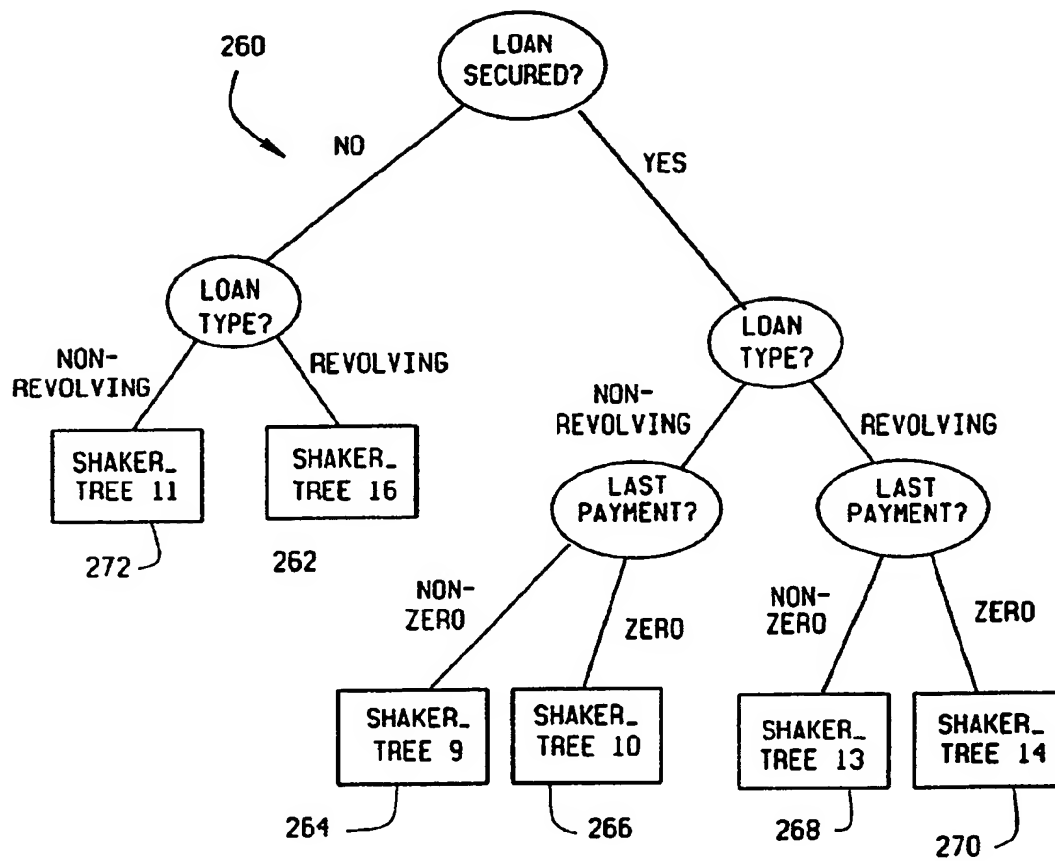 260
LOAN
SECURED?
NO
YES
LOAN
TYPE?
LOAN
TYPE?
NON-
REVOLVING
REVOLVING
NON-
REVOLVING
REVOLVING
SHAKER_
TREE 11
SHAKER_
TREE 16
LAST
PAYMENT?
LAST
PAYMENT?
272
262
NON-
ZERO
ZERO
NON-
ZERO
ZERO
SHAKER_
TREE 9
SHAKER_
TREE 10
SHAKER_
TREE 13
SHAKER_
TREE 14
264
266
268
270